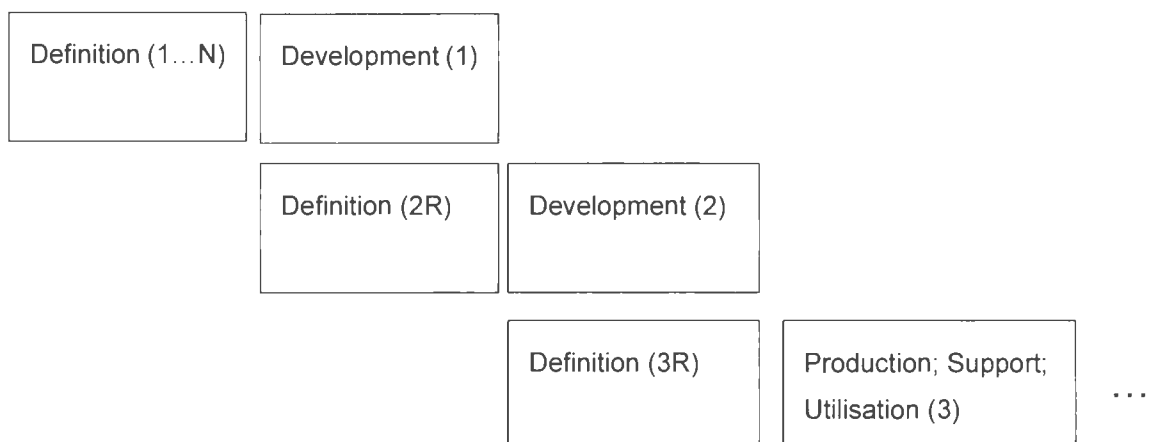 Definition (1...N)
Development (1)
Definition (2R)
Development (2)
Definition (3R)
Production; Support;
Utilisation (3)
...